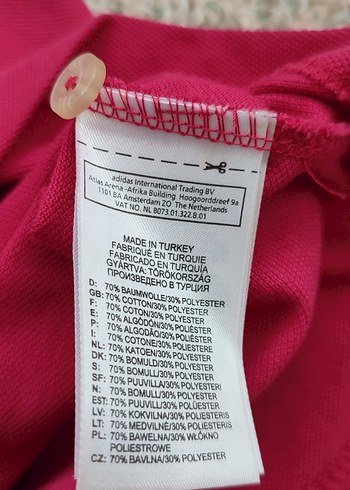 adidas International Trading BV
Atlas Arena -Afrika Building Hoogoorddreef 9a
1101 BA Amsterdam ZO The Netherlands
VAT NO. NL 8073.01.322.B.01
MADE IN TURKEY
FABRIQUÉ EN TURQUIE
FABRICADO EN TURQUÍA
GYÁRTVA: TÖRÖKORSZÁG
ПРОИЗВЕДЕНО В ТУРЦИИ
D: 70% BAUMWOLLE/30% POLYESTER
GB: 70% COTTON/30% POLYESTER
F: 70% COTON/30% POLYESTER
E: 70% ALGODÓN/30% POLIÉSTER
P: 70% ALGODÃO/30% POLIÉSTER
I: 70% COTONE/30% POLIESTERE
NL: 70% KATOEN/30% POLYESTER
DK: 70% BOMULD/30% POLYESTER
S: 70% BOMULL/30% POLYESTER
SF: 70% PUUVILLA/30% POLYESTERI
N: 70% BOMULL/30% POLYESTER
EST: 70% PUUVILL/30% POLÜESTER
LV: 70% KOKVILNA/30% POLIESTERIS
LT: 70% MEDVILNĖ/30% POLIESTERIS
PL: 70% BAWEŁNA/30% WŁÓKNO
POLIESTROWE
CZ: 70% BAVLNA/30% POLYESTER